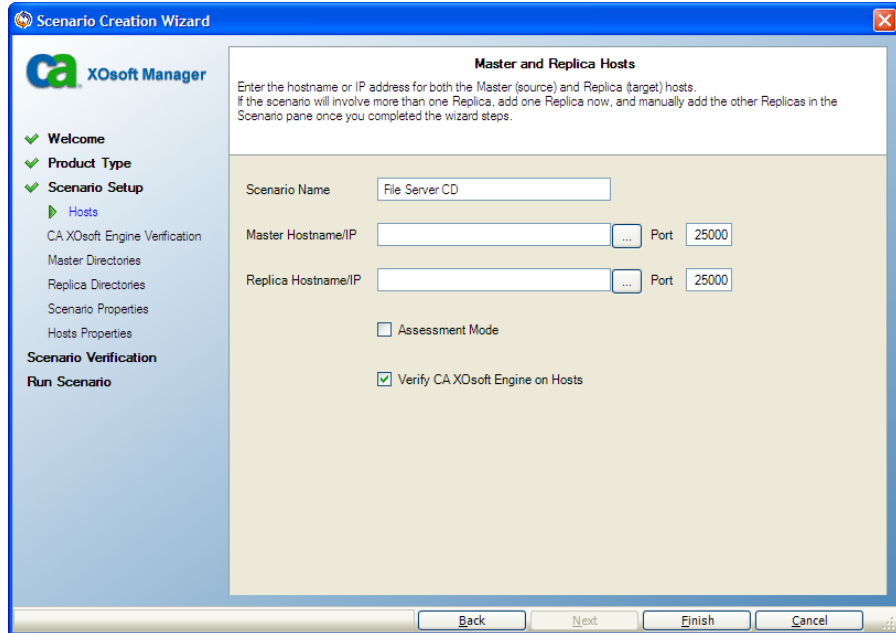 Scenario Creation Wizard
ca
XOsoft Manager
Welcome
Product Type
Scenario Setup
Hosts
CA XOsoft Engine Verification
Master Directories
Replica Directories
Scenario Properties
Hosts Properties
Scenario Verification
Run Scenario
Master and Replica Hosts
Enter the hostname or IP address for both the Master (source) and Replica (target) hosts.
If the scenario will involve more than one Replica, add one Replica now, and manually add the other Replicas in the
Scenario pane once you completed the wizard steps.
Scenario Name File Server CD
Master Hostname/IP ... Port 25000
Replica Hostname/IP ... Port 25000
Assessment Mode
Verify CA XOsoft Engine on Hosts
Back Next Finish Cancel